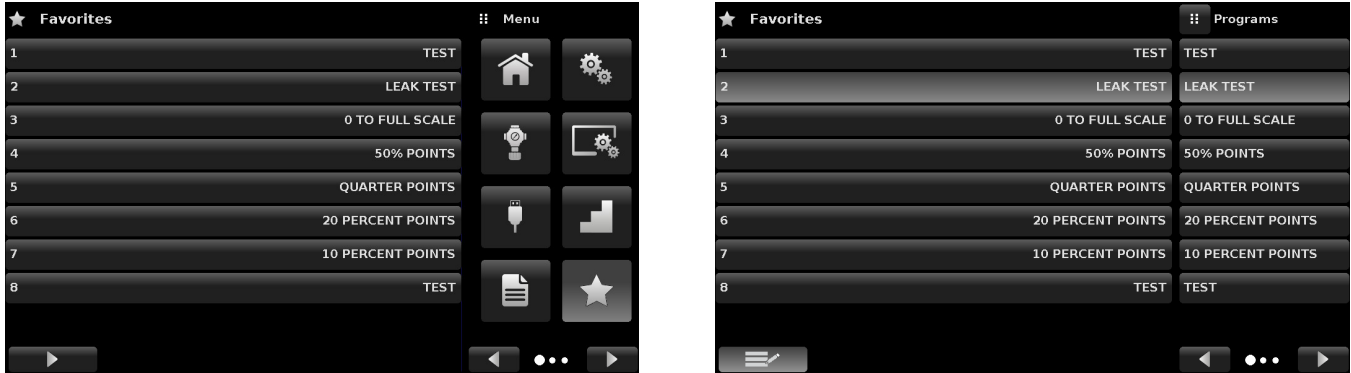 Favorites
Menu
1 TEST
2 LEAK TEST
3 0 TO FULL SCALE
4 50% POINTS
5 QUARTER POINTS
6 20 PERCENT POINTS
7 10 PERCENT POINTS
8 TEST
Favorites
Programs
1 TEST TEST
2 LEAK TEST LEAK TEST
3 0 TO FULL SCALE 0 TO FULL SCALE
4 50% POINTS 50% POINTS
5 QUARTER POINTS QUARTER POINTS
6 20 PERCENT POINTS 20 PERCENT POINTS
7 10 PERCENT POINTS 10 PERCENT POINTS
8 TEST TEST